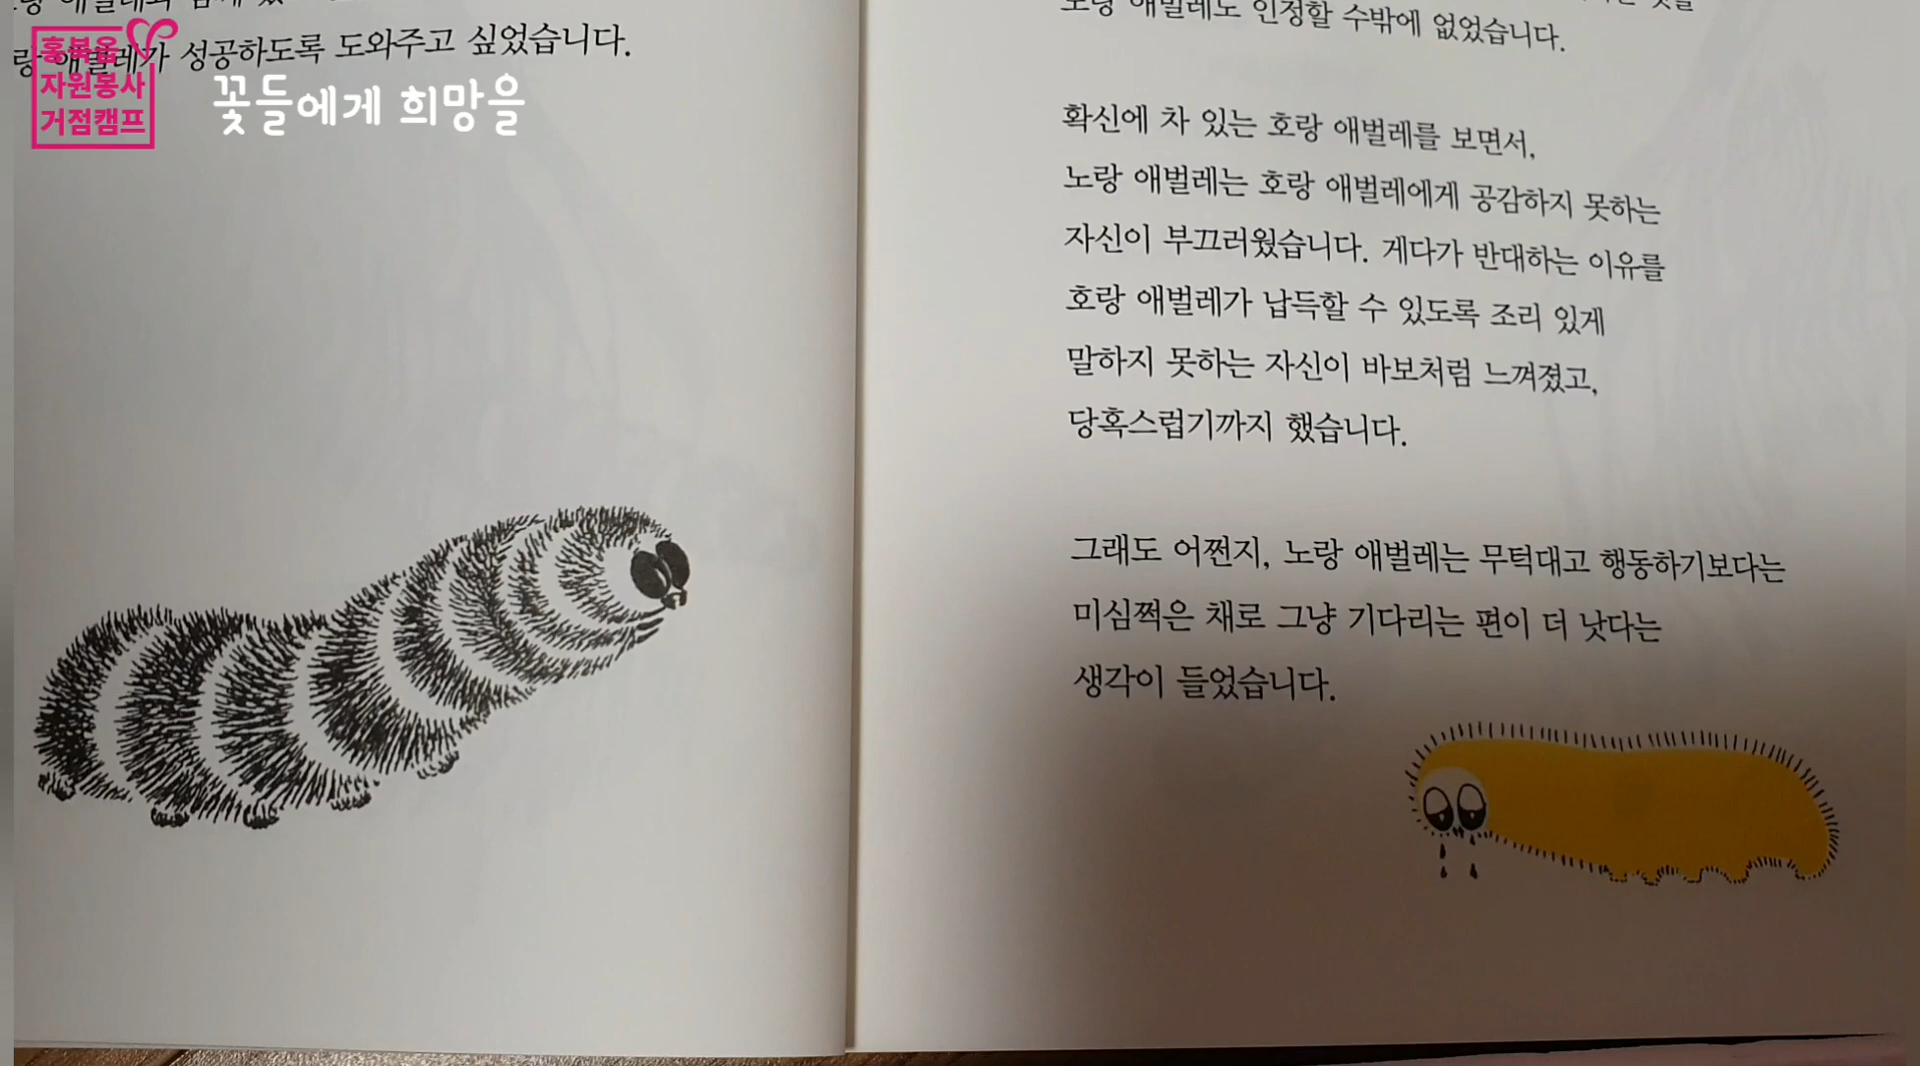 홍북읍
자원봉사
거점캠프
꽃들에게 희망을
랑 애벌레가 성공하도록 도와주고 싶었습니다.
노랑 애벌레도 인정할 수밖에 없었습니다.
확신에 차 있는 호랑 애벌레를 보면서,
노랑 애벌레는 호랑 애벌레에게 공감하지 못하는
자신이 부끄러웠습니다. 게다가 반대하는 이유를
호랑 애벌레가 납득할 수 있도록 조리 있게
말하지 못하는 자신이 바보처럼 느껴졌고,
당혹스럽기까지 했습니다.
그래도 어쩐지, 노랑 애벌레는 무턱대고 행동하기보다는
미심쩍은 채로 그냥 기다리는 편이 더 낫다는
생각이 들었습니다.